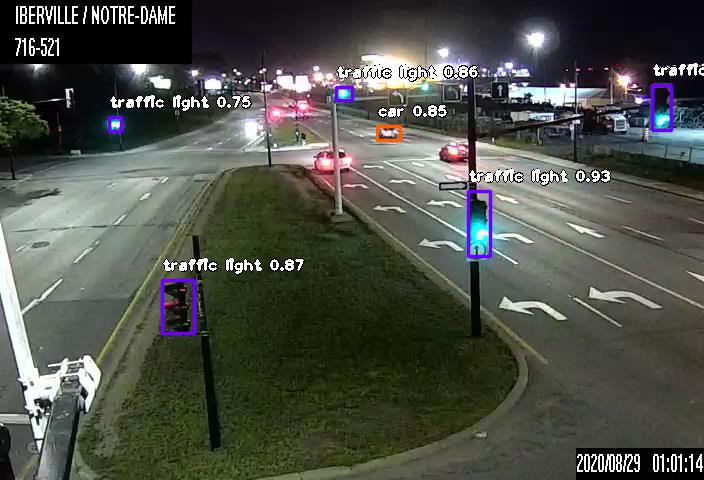 IBERVILLE / NOTRE-DAME
716-521
traffic light 0.86
traffic
traffic light 0.75
car 0.85
traffic light 0.93
traffic light 0.87
2020/08/29 01:01:14